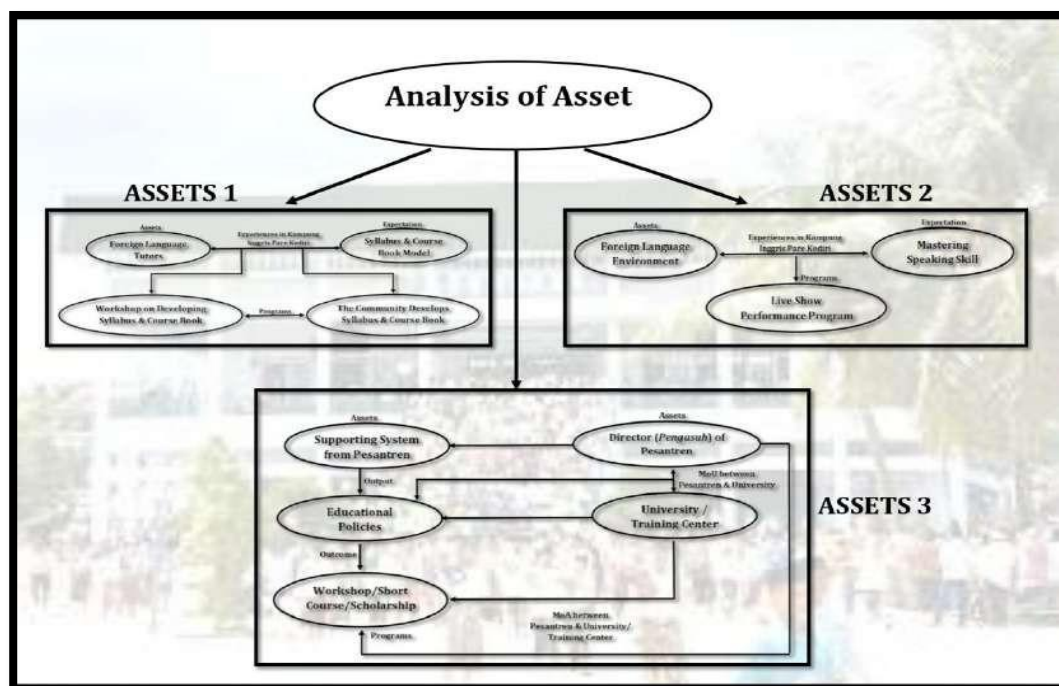 Analysis of Asset
ASSETS 1
Assets
Foreign Language
Tutors
Experiences in Kampung
Inggris Pare Kediri
Expectation
Syllabus & Course
Book Model
Workshop on Developing
Syllabus & Course Book
Programs
The Community Develops
Syllabus & Course Book
ASSETS 2
Assets
Foreign Language
Environment
Experiences in Kampung
Inggris Pare Kediri
Expectation
Mastering
Speaking Skill
Programs
Live Show
Performance Program
ASSETS 3
Assets
Supporting System
from Pesantren
Assets
Director (Pengasuh) of
Pesantren
Output
MoU between
Pesantren & University
Educational
Policies
University /
Training Center
Outcome
Workshop/Short
Course/Scholarship
Programs
MoA between
Pesantren & University/
Training Center